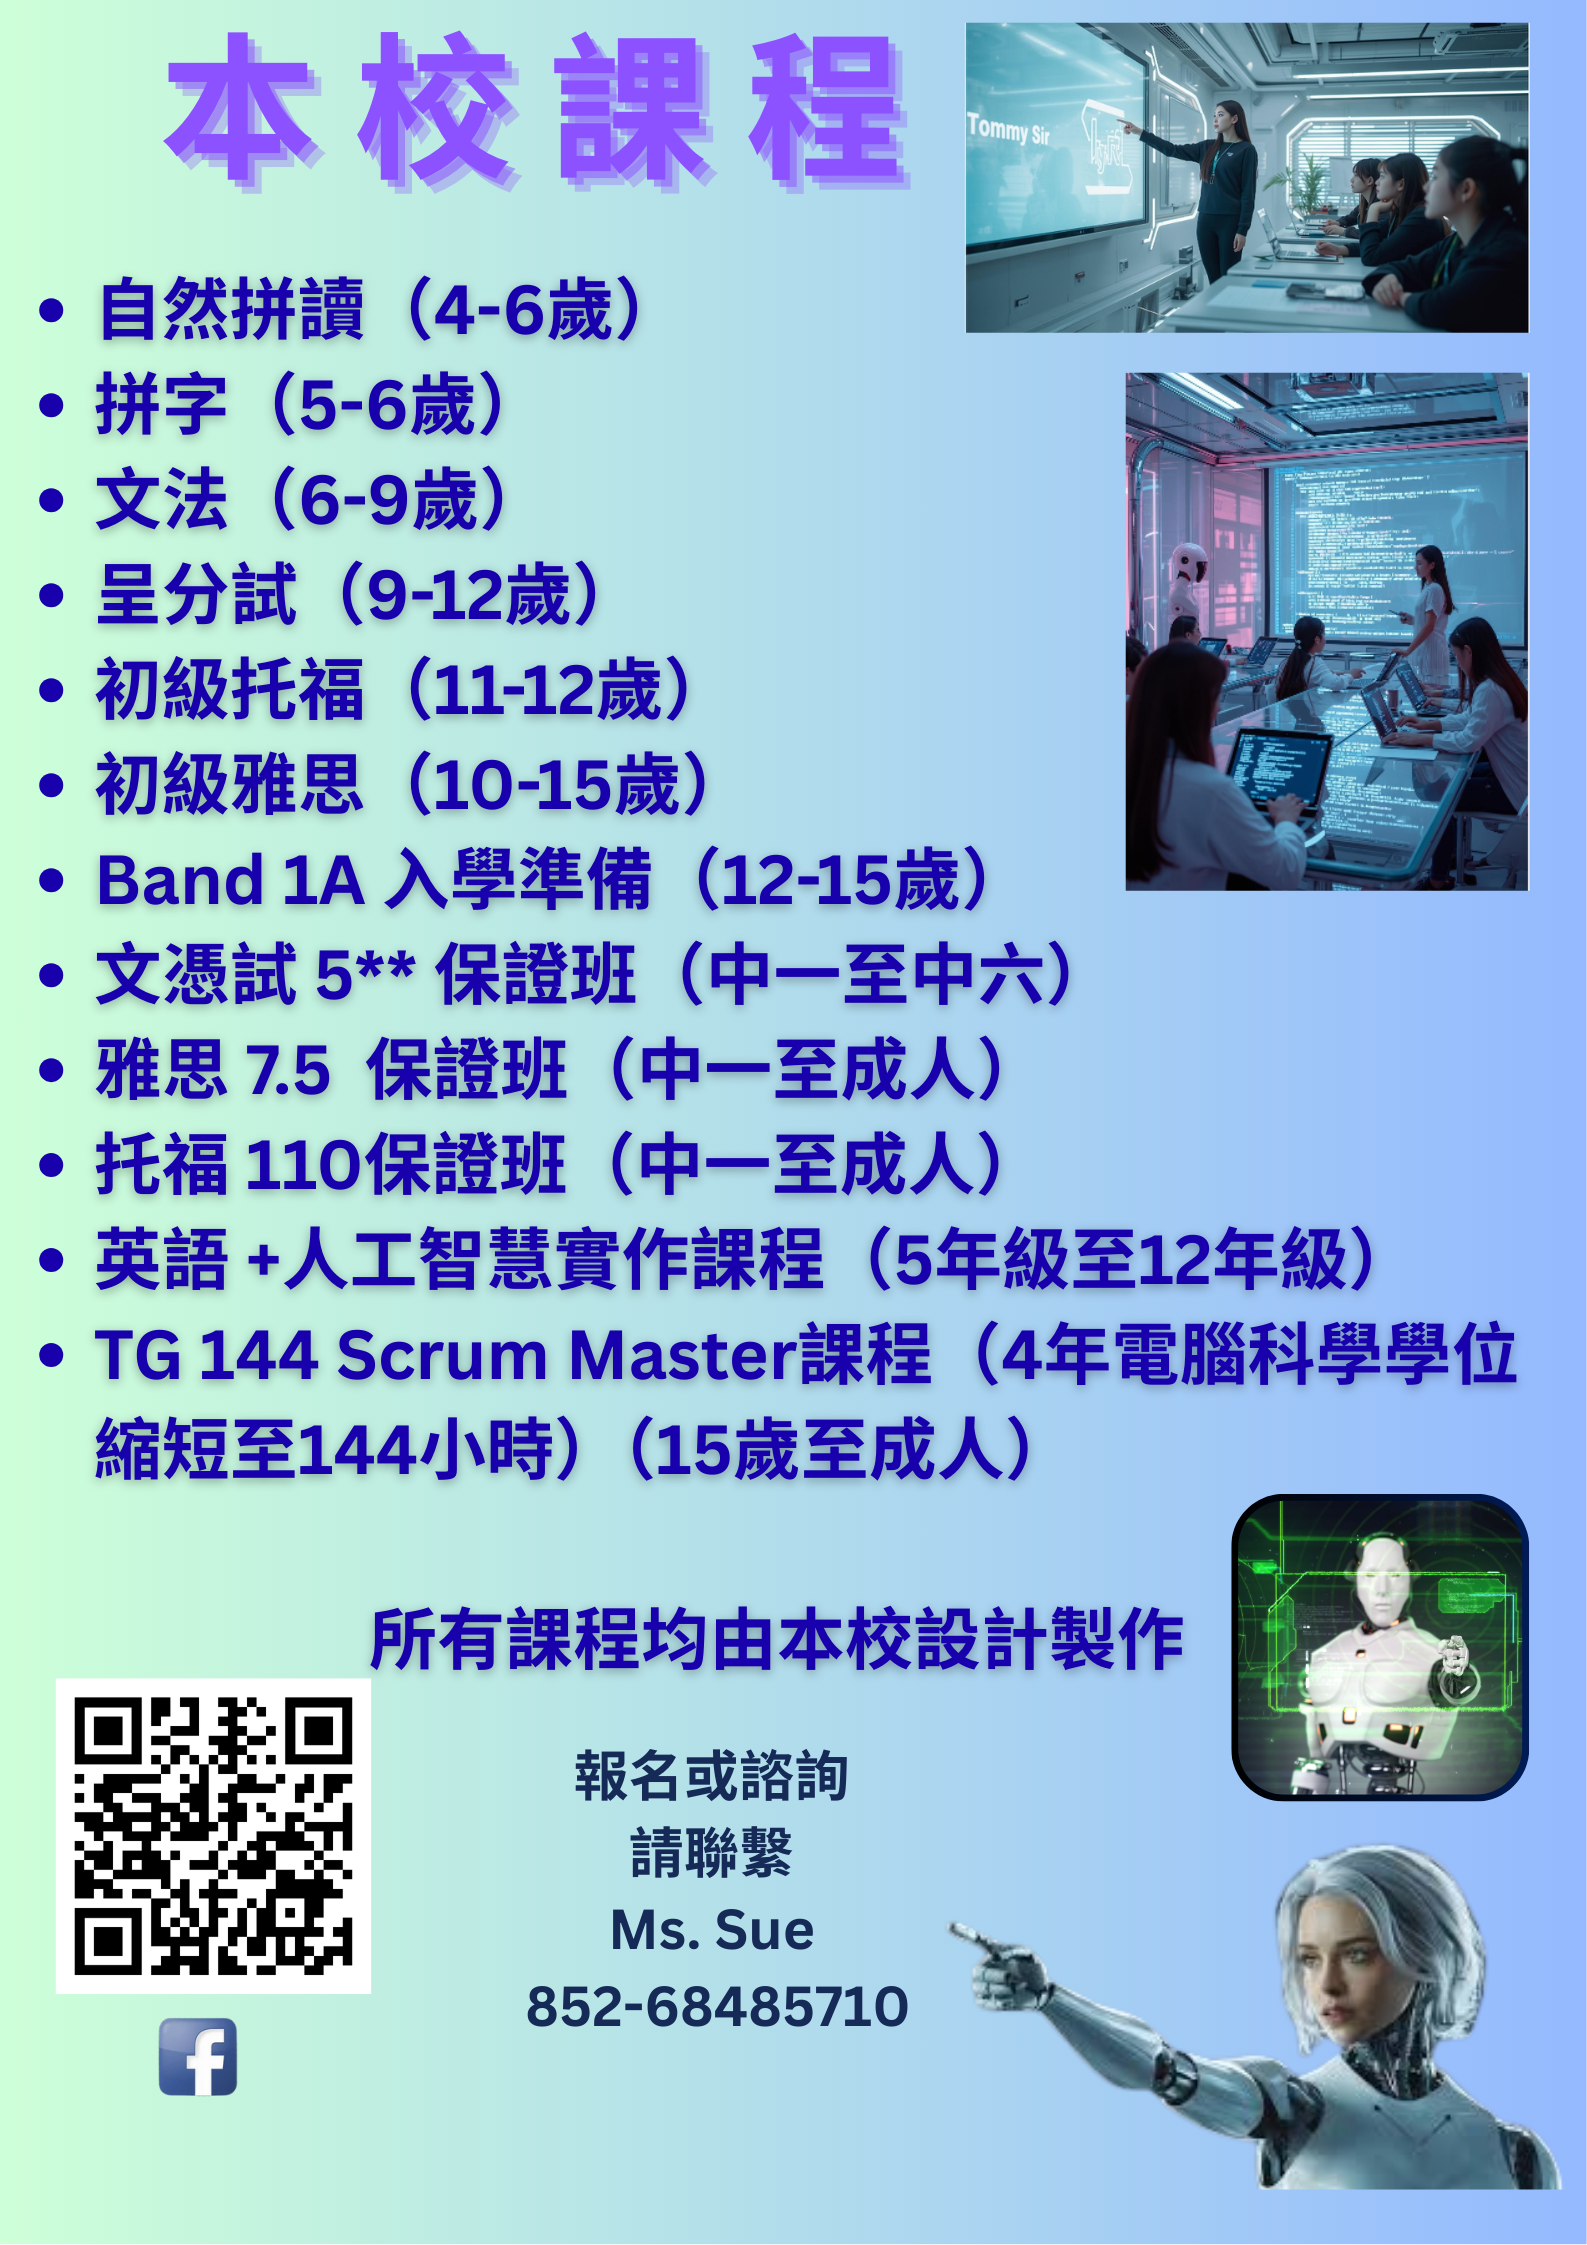 本校課程
Tommy Sir
自然拼讀（4-6歲）
拼字（5-6歲）
文法（6-9歲）
呈分試（9-12歲）
初級托福（11-12歲）
初級雅思（10-15歲）
Band 1A 入學準備（12-15歲）
文憑試 5** 保證班（中一至中六）
雅思 7.5 保證班（中一至成人）
托福 110保證班（中一至成人）
英語 +人工智慧實作課程（5年級至12年級）
TG 144 Scrum Master課程（4年電腦科學學位
縮短至144小時）（15歲至成人）
所有課程均由本校設計製作
報名或諮詢
請聯繫
Ms. Sue
852-68485710